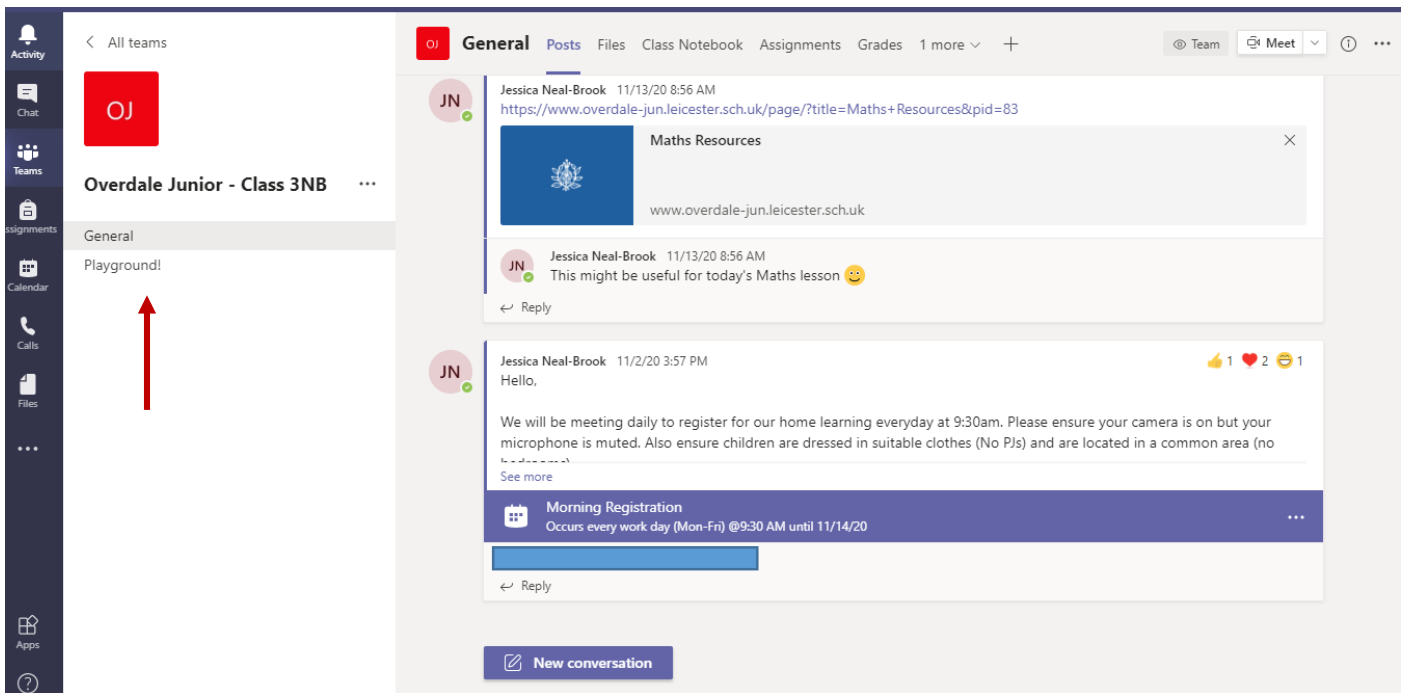 Activity
Chat
Teams
ssignments
Calendar
Calls
Files
Apps
All teams
OJ
Overdale Junior - Class 3NB
General
Playground!
OJ General Posts Files Class Notebook Assignments Grades 1 more
Team Meet
JN
Jessica Neal-Brook 11/13/20 8:56 AM
https://www.overdale-jun.leicester.sch.uk/page/?title=Maths+Resources&pid=83
Maths Resources
www.overdale-jun.leicester.sch.uk
JN
Jessica Neal-Brook 11/13/20 8:56 AM
This might be useful for today's Maths lesson
Reply
JN
Jessica Neal-Brook 11/2/20 3:57 PM
1 2 1
Hello,
We will be meeting daily to register for our home learning everyday at 9:30am. Please ensure your camera is on but your
microphone is muted. Also ensure children are dressed in suitable clothes (No PJs) and are located in a common area (no
See more
Morning Registration
Occurs every work day (Mon-Fri) @9:30 AM until 11/14/20
Reply
New conversation